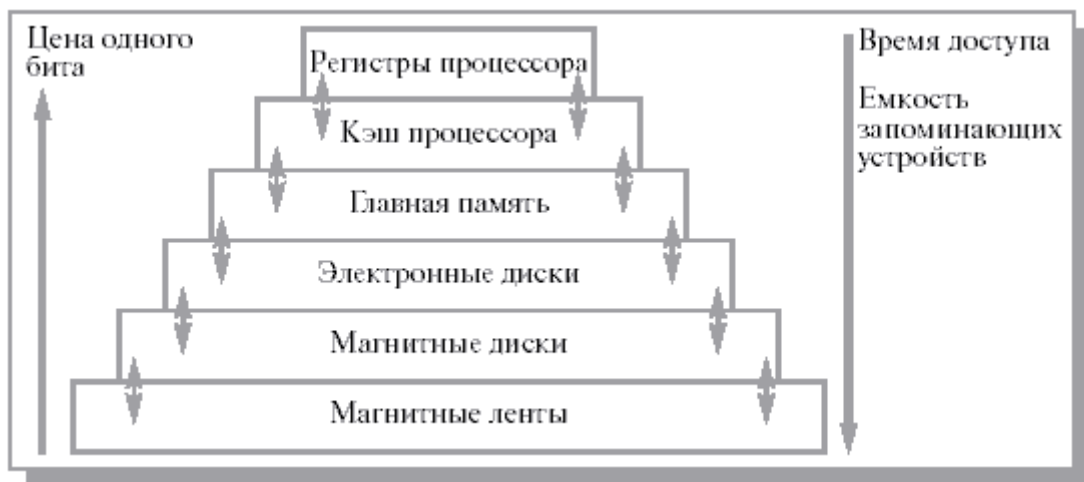 Цена одного
бита
Регистры процессора
Кэш процессора
Главная память
Электронные диски
Магнитные диски
Магнитные ленты
Время доступа
Емкость
запоминающих
устройств